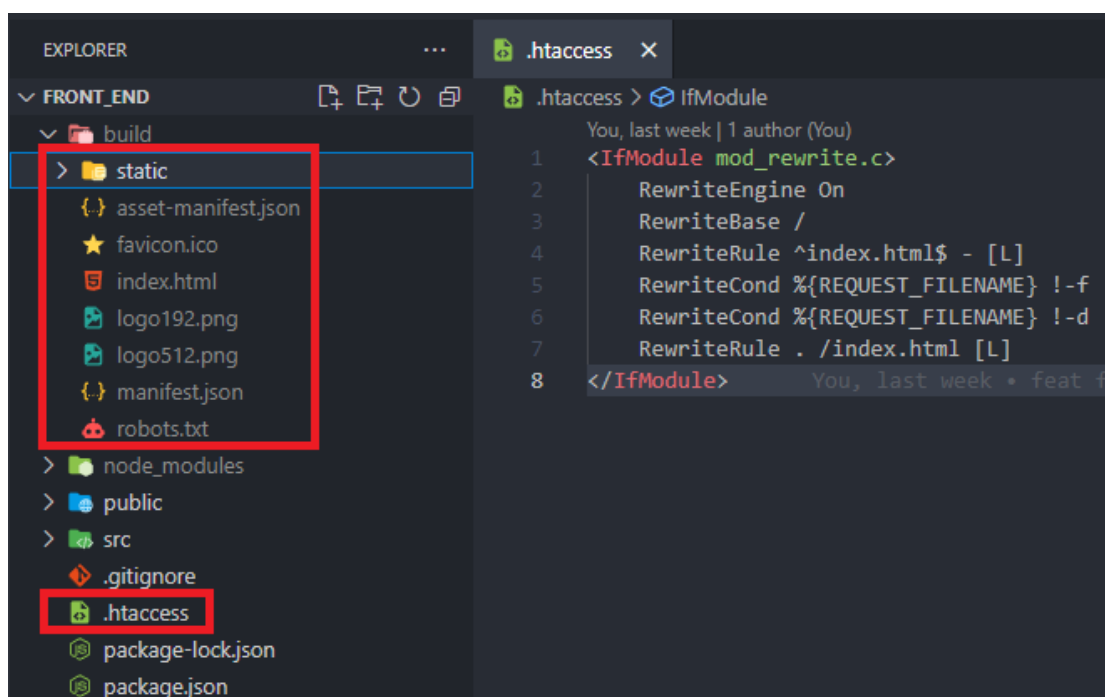 EXPLORER
FRONT_END
build
static
asset-manifest.json
favicon.ico
index.html
logo192.png
logo512.png
manifest.json
robots.txt
node_modules
public
src
.gitignore
.htaccess
package-lock.json
package.json
.htaccess
.htaccess > IfModule
You, last week | 1 author (You)
1 <IfModule mod_rewrite.c>
2 RewriteEngine On
3 RewriteBase /
4 RewriteRule ^index.html$ - [L]
5 RewriteCond %{REQUEST_FILENAME} !-f
6 RewriteCond %{REQUEST_FILENAME} !-d
7 RewriteRule . /index.html [L]
8 </IfModule> You, last week • feat